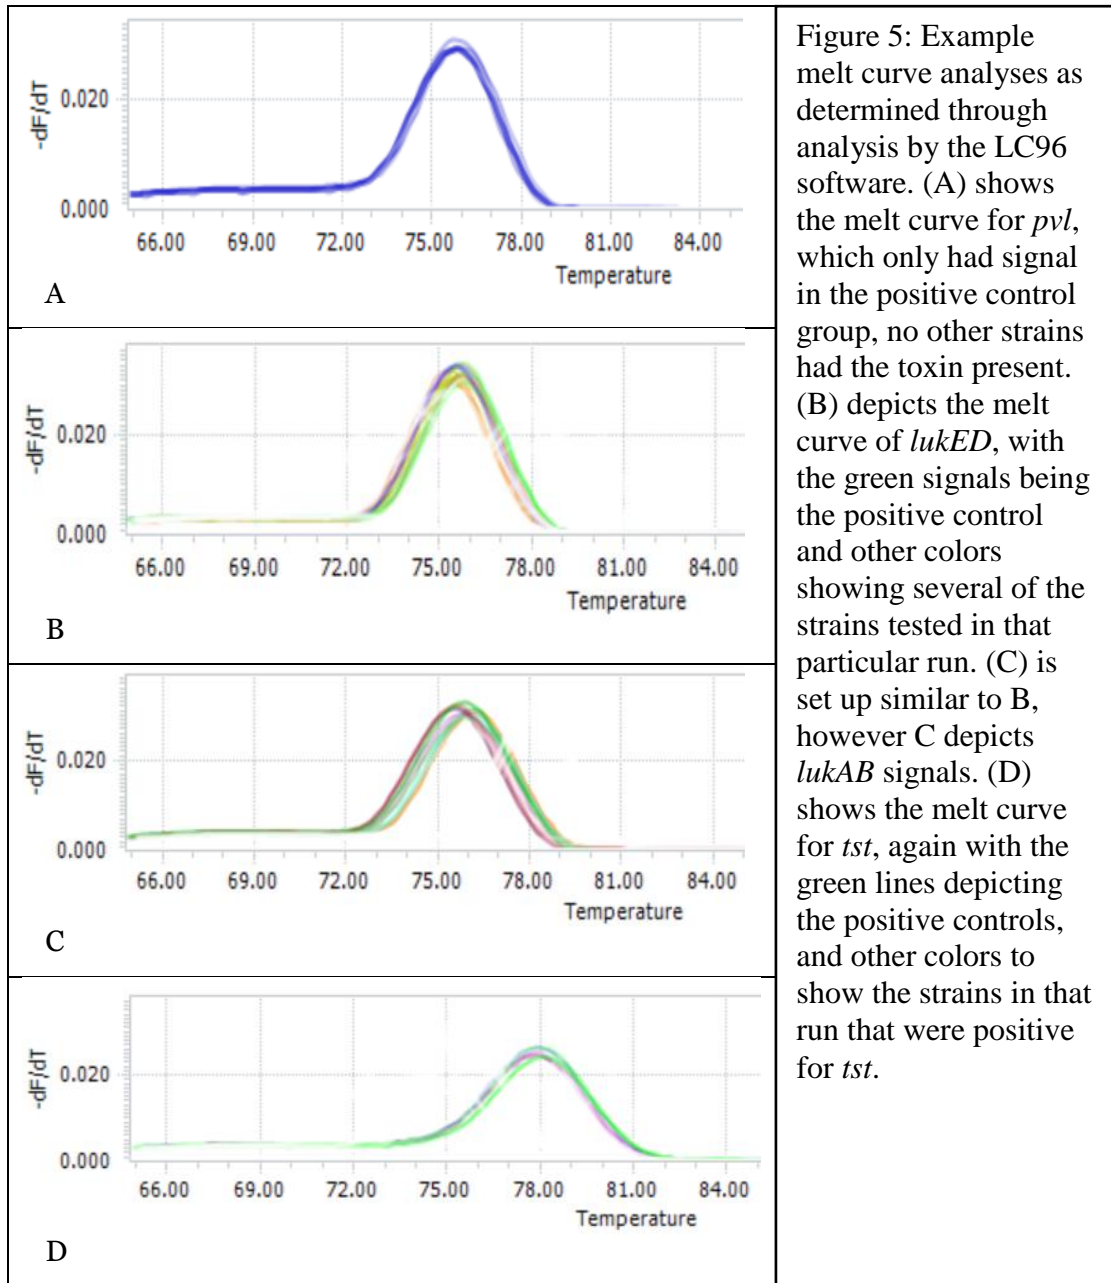 -dF/dT
0.020
0.000
66.00 69.00 72.00 75.00 78.00 81.00 84.00
Temperature
A
-dF/dT
0.020
0.000
66.00 69.00 72.00 75.00 78.00 81.00 84.00
Temperature
B
-dF/dT
0.020
0.000
66.00 69.00 72.00 75.00 78.00 81.00 84.00
Temperature
C
-dF/dT
0.020
0.000
66.00 69.00 72.00 75.00 78.00 81.00 84.00
Temperature
D
Figure 5: Example
melt curve analyses as
determined through
analysis by the LC96
software. (A) shows
the melt curve for pvl,
which only had signal
in the positive control
group, no other strains
had the toxin present.
(B) depicts the melt
curve of lukED, with
the green signals being
the positive control
and other colors
showing several of the
strains tested in that
particular run. (C) is
set up similar to B,
however C depicts
lukAB signals. (D)
shows the melt curve
for tst, again with the
green lines depicting
the positive controls,
and other colors to
show the strains in that
run that were positive
for tst.